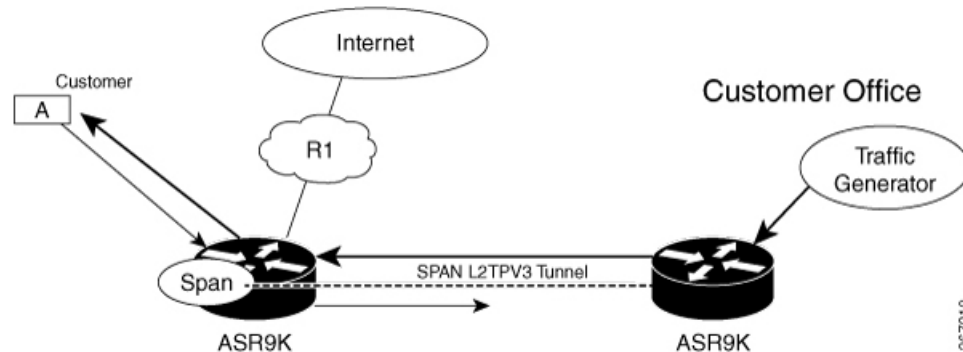 Internet
Customer
A
Customer Office
R1
Traffic
Generator
SPAN L2TPV3 Tunnel
Span
ASR9K
ASR9K